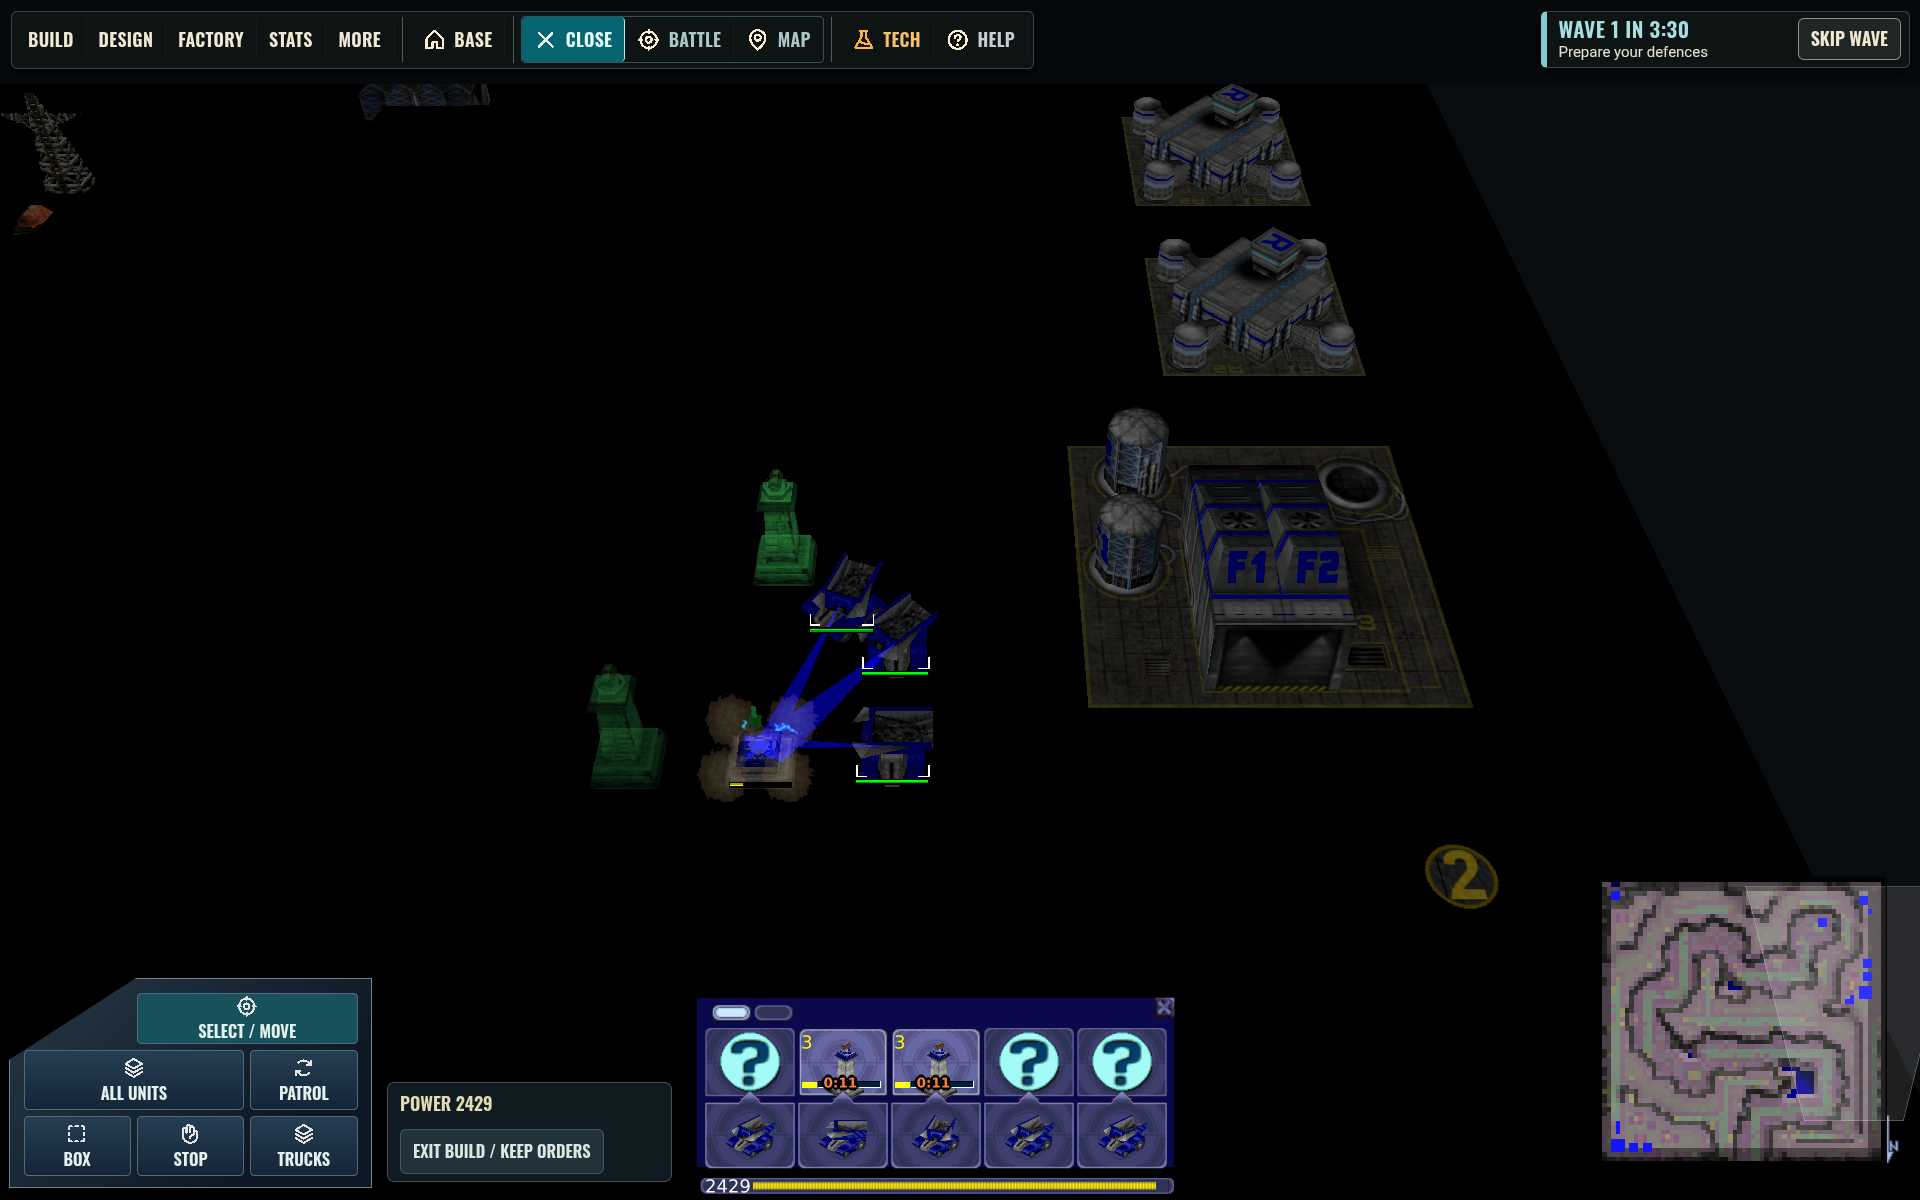 BUILD DESIGN FACTORY STATS MORE BASE CLOSE BATTLE MAP TECH HELP
WAVE 1 IN 3:30
Prepare your defences
SKIP WAVE
R
R
F1 F2
3
1
2
SELECT / MOVE
ALL UNITS PATROL
BOX STOP TRUCKS
POWER 2429
EXIT BUILD / KEEP ORDERS
? 3 3 ? ?
0:11 0:11
2429
N